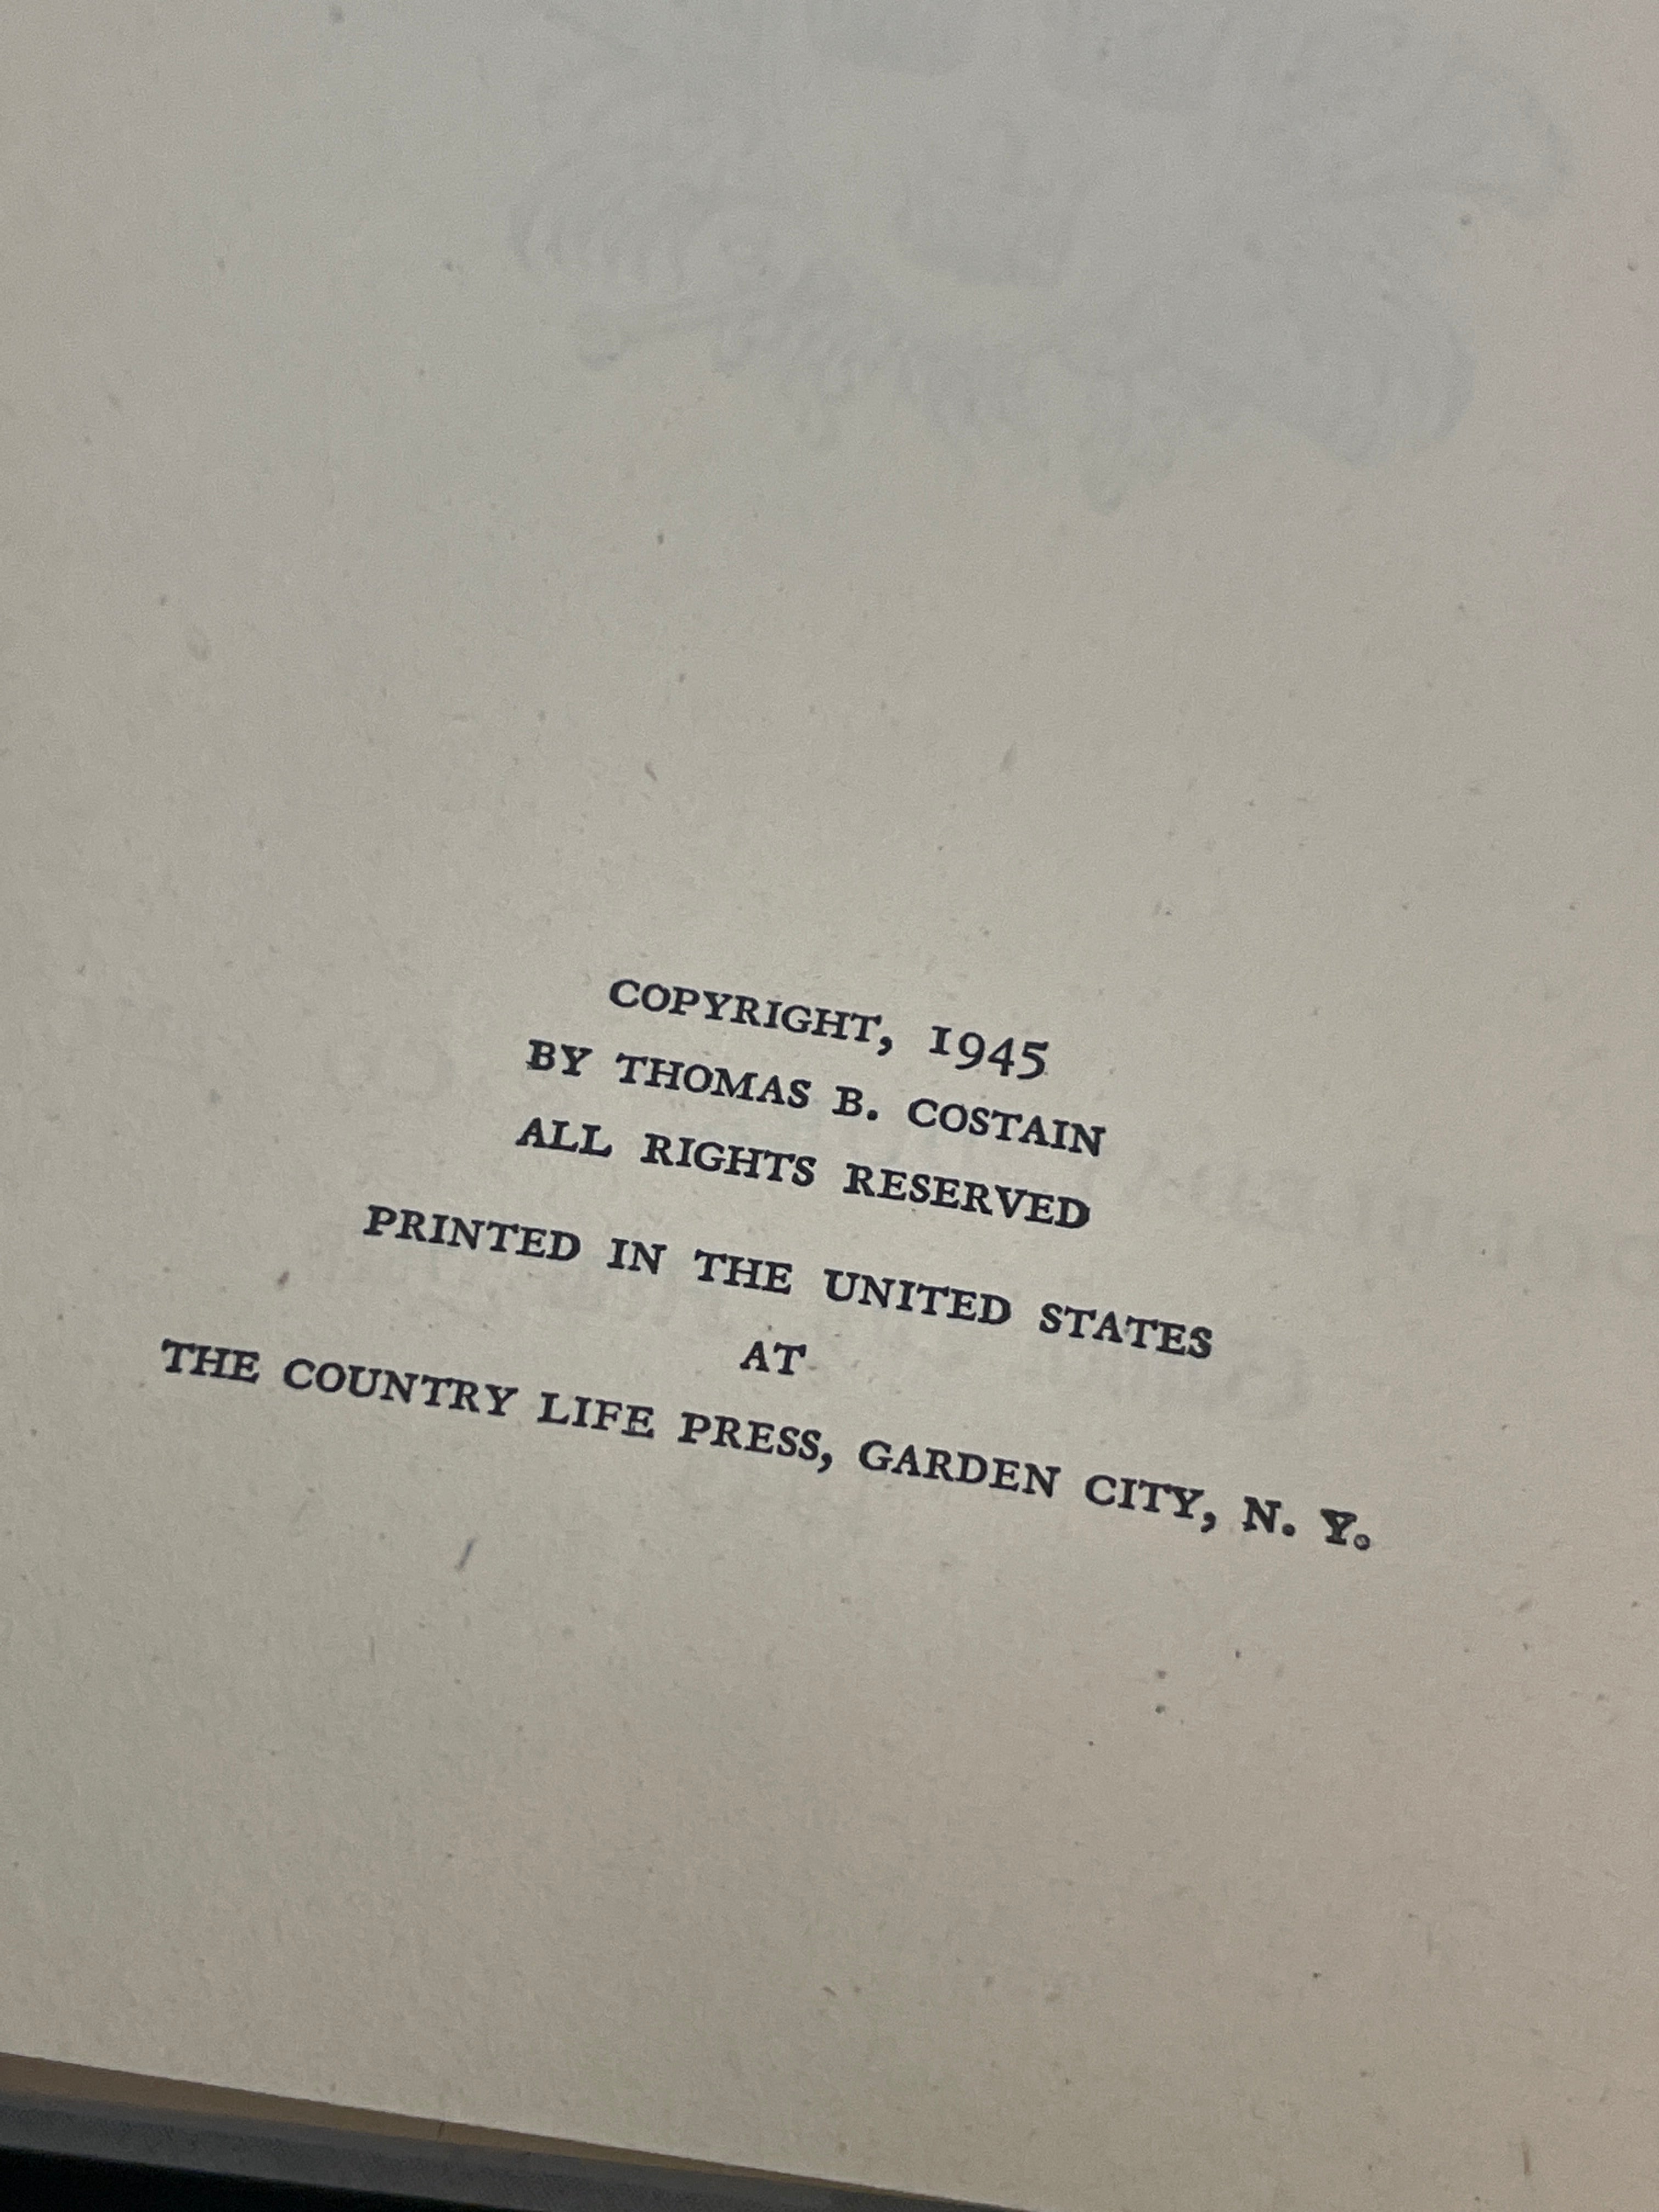 COPYRIGHT, 1945
BY THOMAS B. COSTAIN
ALL RIGHTS RESERVED
PRINTED IN THE UNITED STATES
AT
THE COUNTRY LIFE PRESS, GARDEN CITY, N. Y.